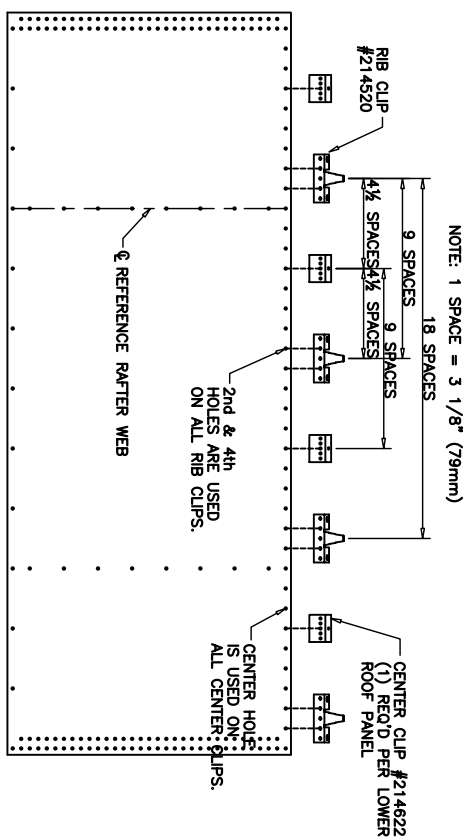 NOTE: 1 SPACE = 3 1/8" (79mm)
18 SPACES
9 SPACES
9 SPACES
4½ SPACES
4½ SPACES
RIB CLIP
#214520
CENTER CLIP #214622
(1) REQ'D PER LOWER
ROOF PANEL
℄ REFERENCE RAFTER WEB
2nd & 4th
HOLES ARE USED
ON ALL RIB CLIPS.
CENTER HOLE
IS USED ON
ALL CENTER CLIPS.